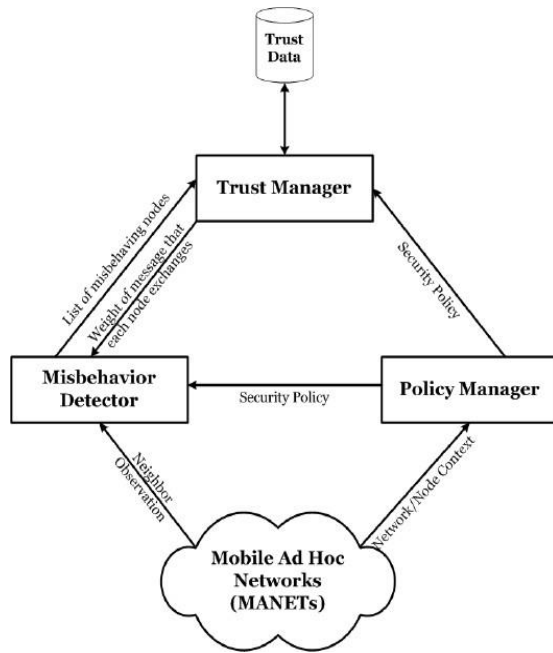 Trust
Data
Trust Manager
List of misbehaving nodes
Weight of message that
each node exchanges
Security Policy
Misbehavior
Detector
Security Policy
Policy Manager
Neighbor
Observation
Network/Node Context
Mobile Ad Hoc
Networks
(MANETs)